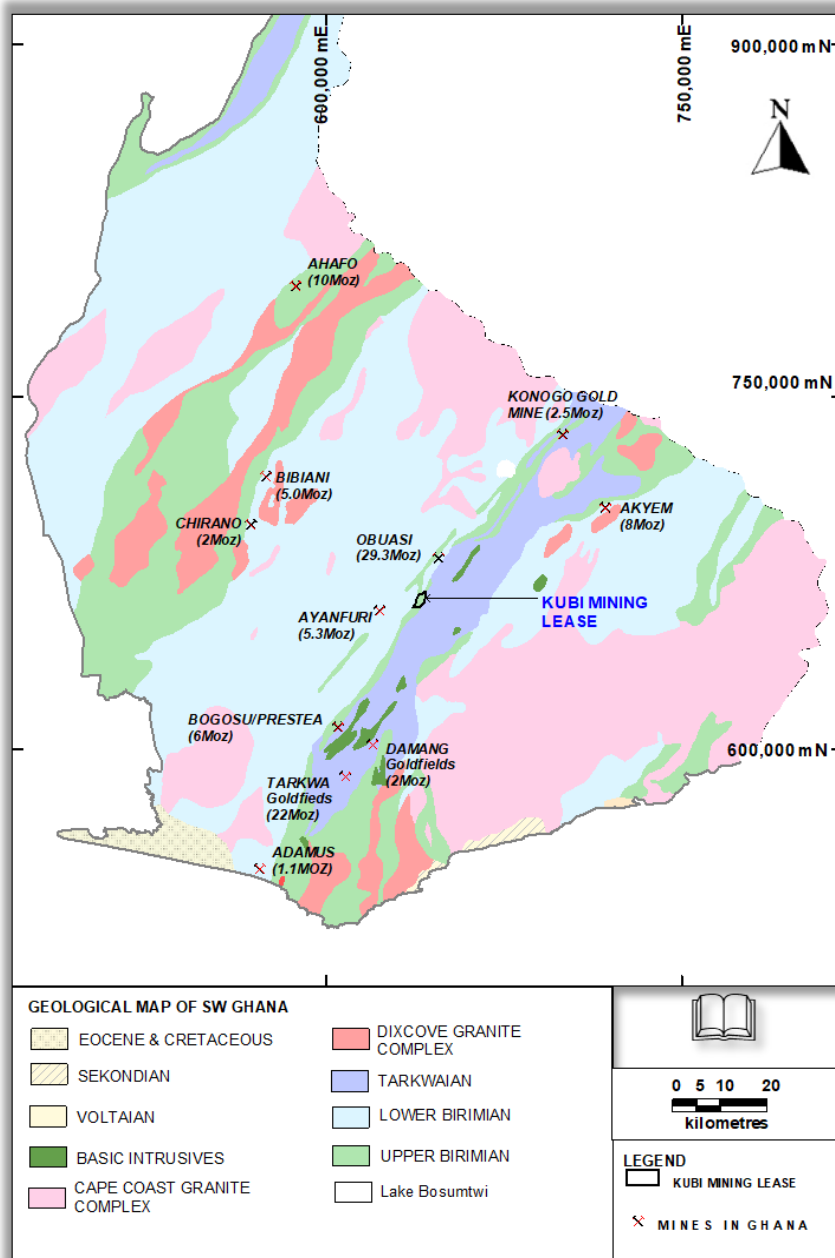 600,000 mE
750,000 mE
900,000 mN
N
AHAFO
(10Moz)
750,000 mN
KONOGO GOLD
MINE (2.5Moz)
BIBIANI
(5.0Moz)
CHIRANO
(2Moz)
AKYEM
(8Moz)
OBUASI
(29.3Moz)
KUBI MINING
LEASE
AYANFURI
(5.3Moz)
BOGOSU/PRESTEA
(6Moz)
DAMANG
Goldfields
(2Moz)
600,000 mN
TARKWA
Goldfieds
(22Moz)
ADAMUS
(1.1MOZ)
GEOLOGICAL MAP OF SW GHANA
EOCENE & CRETACEOUS
SEKONDIAN
VOLTAIAN
BASIC INTRUSIVES
CAPE COAST GRANITE
COMPLEX
DIXCOVE GRANITE
COMPLEX
TARKWAIAN
LOWER BIRIMIAN
UPPER BIRIMIAN
Lake Bosumtwi
0 5 10 20
kilometres
LEGEND
KUBI MINING LEASE
MINES IN GHANA